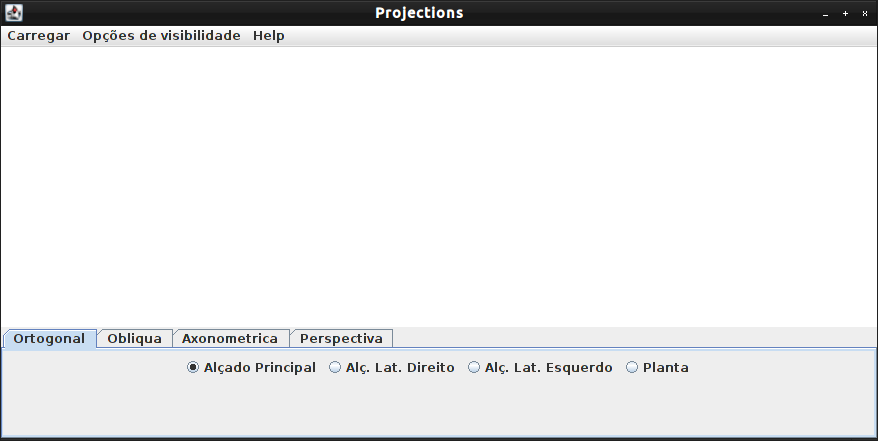 Projections
Carregar Opções de visibilidade Help
Ortogonal Obliqua Axonometrica Perspectiva
Alçado Principal Alç. Lat. Direito Alç. Lat. Esquerdo Planta